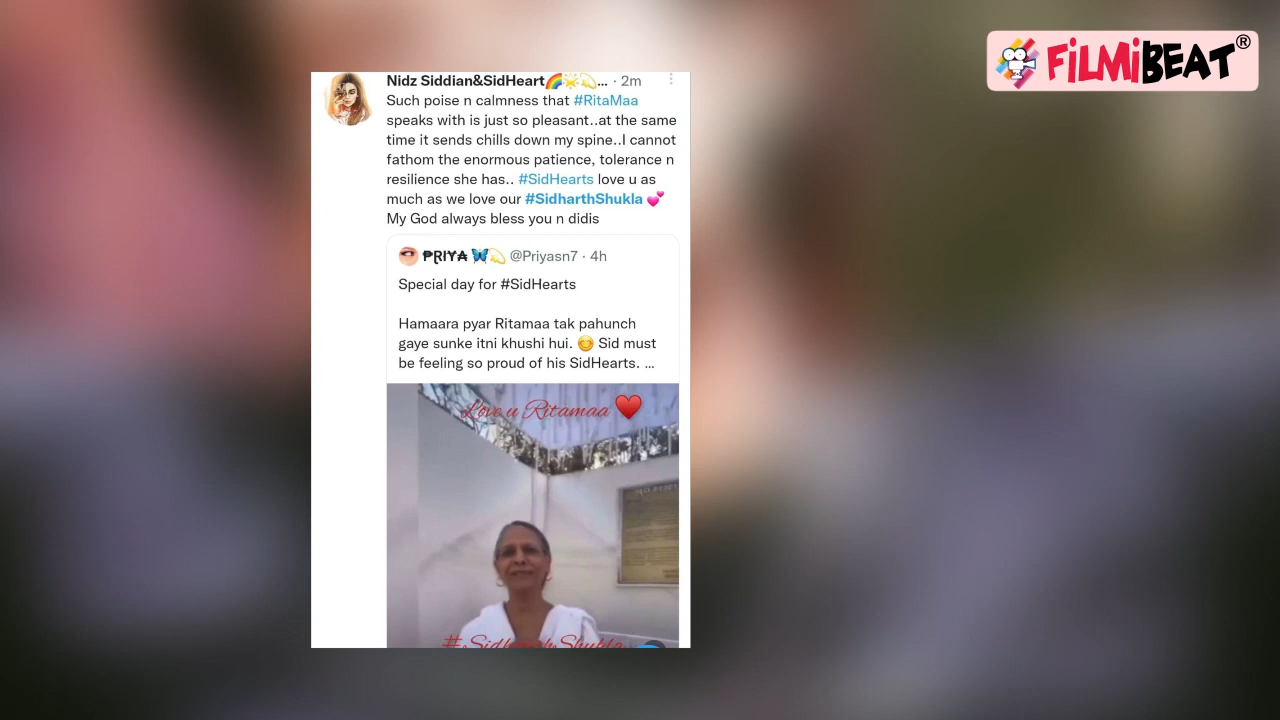 FILMIBEAT®
Nidz Siddian&SidHeart🌈🌟💫... · 2m
Such poise n calmness that #RitaMaa
speaks with is just so pleasant..at the same
time it sends chills down my spine..I cannot
fathom the enormous patience, tolerance n
resilience she has.. #SidHearts love u as
much as we love our #SidharthShukla 💕
My God always bless you n didis
₱RIYA 🦋💫 @Priyasn7 · 4h
Special day for #SidHearts
Hamaara pyar Ritamaa tak pahunch
gaye sunke itni khushi hui. 😊 Sid must
be feeling so proud of his SidHearts. ...
Love u Ritamaa ❤️
#SidharthShukla